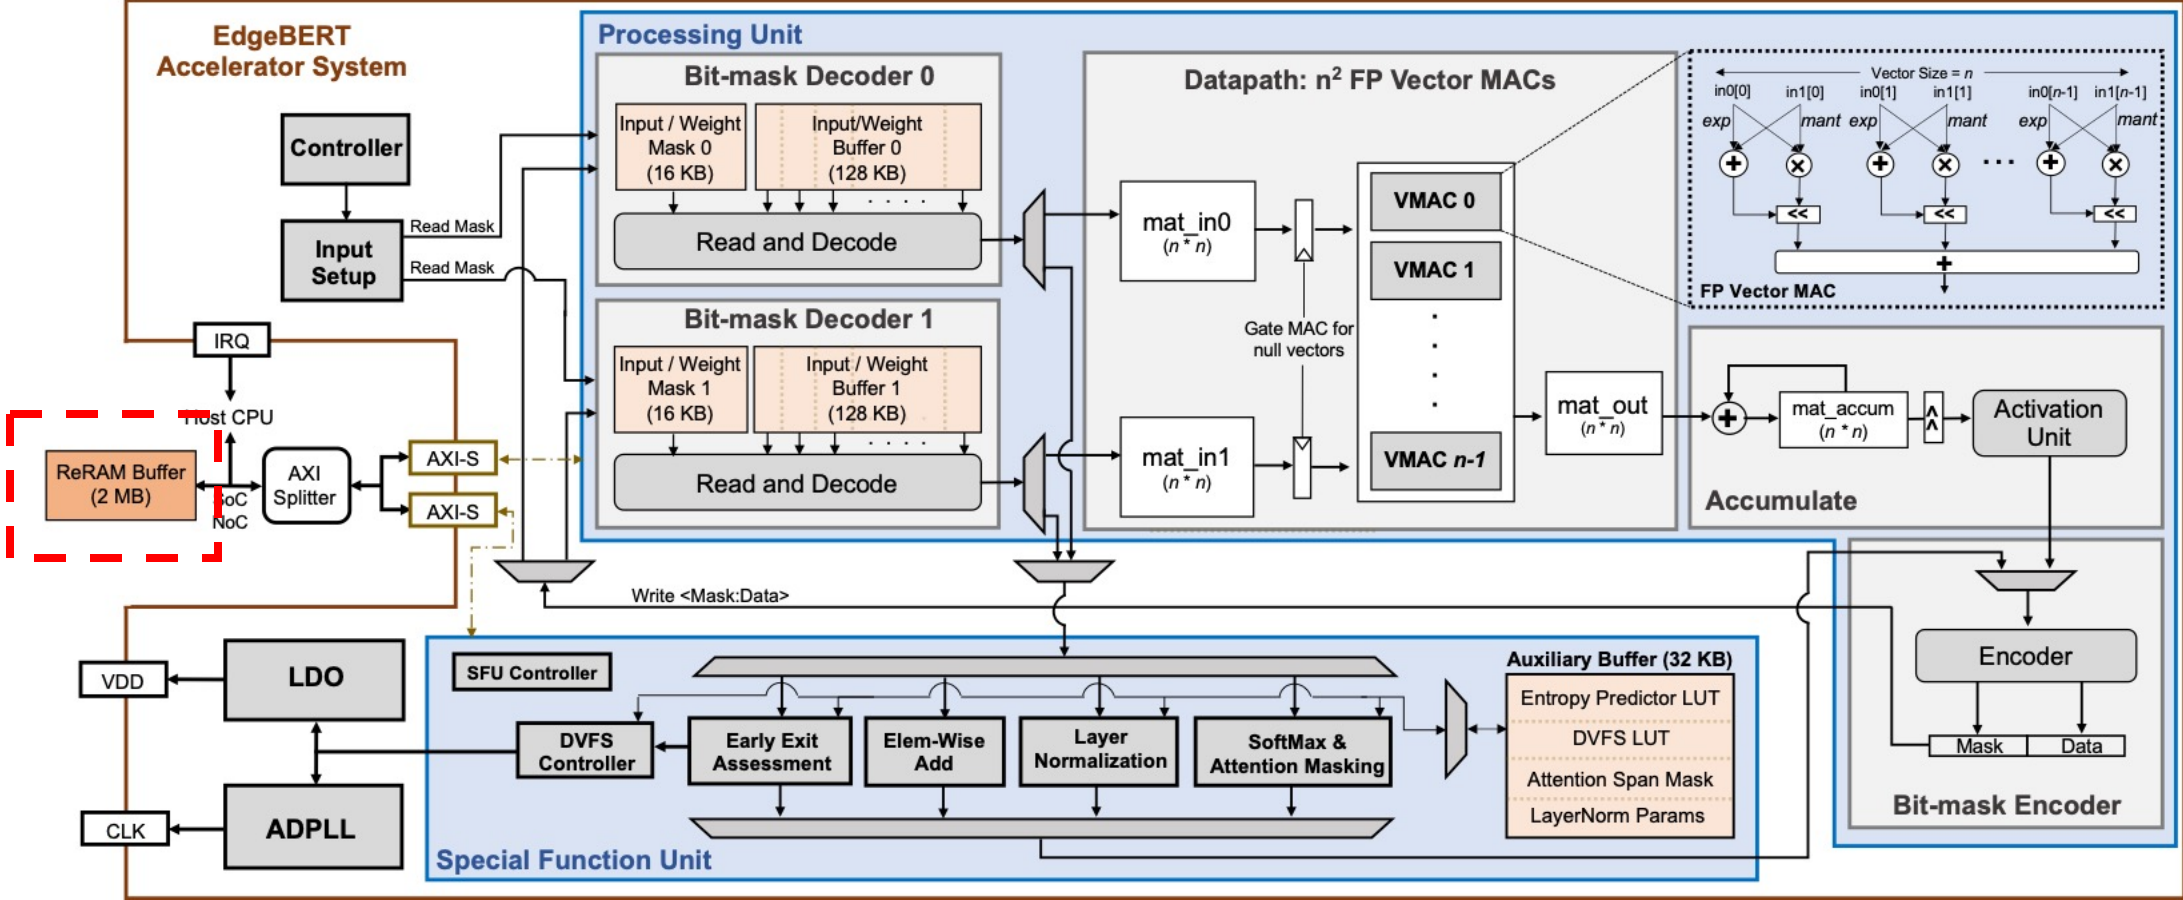 EdgeBERT
Accelerator System
Controller
Input
Setup
Read Mask
Read Mask
IRQ
Host CPU
ReRAM Buffer
(2 MB)
SoC
NoC
AXI
Splitter
AXI-S
AXI-S
VDD
LDO
CLK
ADPLL
Processing Unit
Bit-mask Decoder 0
Input / Weight
Mask 0
(16 KB)
Input/Weight
Buffer 0
(128 KB)
Read and Decode
Bit-mask Decoder 1
Input / Weight
Mask 1
(16 KB)
Input / Weight
Buffer 1
(128 KB)
Read and Decode
Datapath: n² FP Vector MACs
mat_in0
(n * n)
mat_in1
(n * n)
Gate MAC for
null vectors
VMAC 0
VMAC 1
VMAC n-1
mat_out
(n * n)
Vector Size = n
in0[0] in1[0] in0[1] in1[1] in0[n-1] in1[n-1]
exp mant exp mant exp mant
+ × + × ··· + ×
<< << <<
+
FP Vector MAC
+
mat_accum
(n * n)
>>
Activation
Unit
Accumulate
Write <Mask:Data>
Encoder
Mask Data
Bit-mask Encoder
SFU Controller
DVFS
Controller
Early Exit
Assessment
Elem-Wise
Add
Layer
Normalization
SoftMax &
Attention Masking
Auxiliary Buffer (32 KB)
Entropy Predictor LUT
DVFS LUT
Attention Span Mask
LayerNorm Params
Special Function Unit